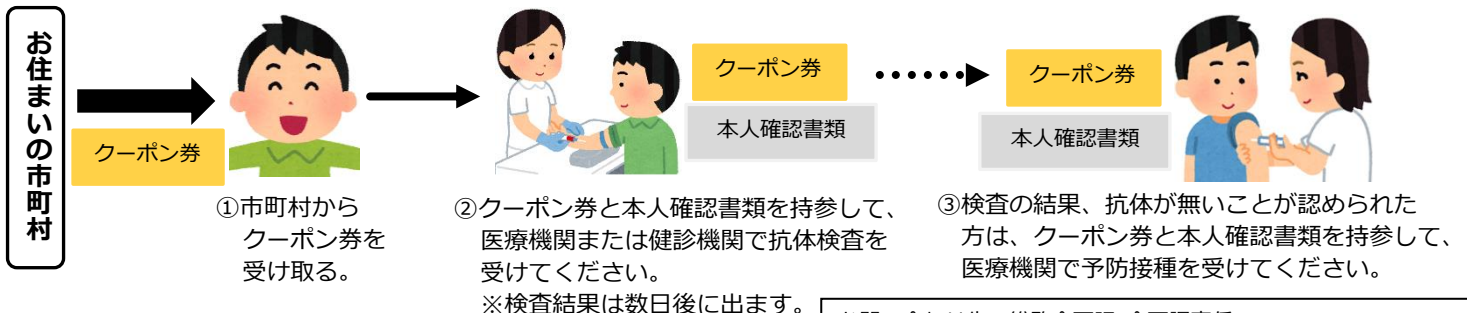 お住まいの市町村
クーポン券
クーポン券
本人確認書類
クーポン券
本人確認書類
①市町村から
クーポン券を
受け取る。
②クーポン券と本人確認書類を持参して、
医療機関または健診機関で抗体検査を
受けてください。
※検査結果は数日後に出ます。
③検査の結果、抗体が無いことが認められた
方は、クーポン券と本人確認書類を持参して、
医療機関で予防接種を受けてください。